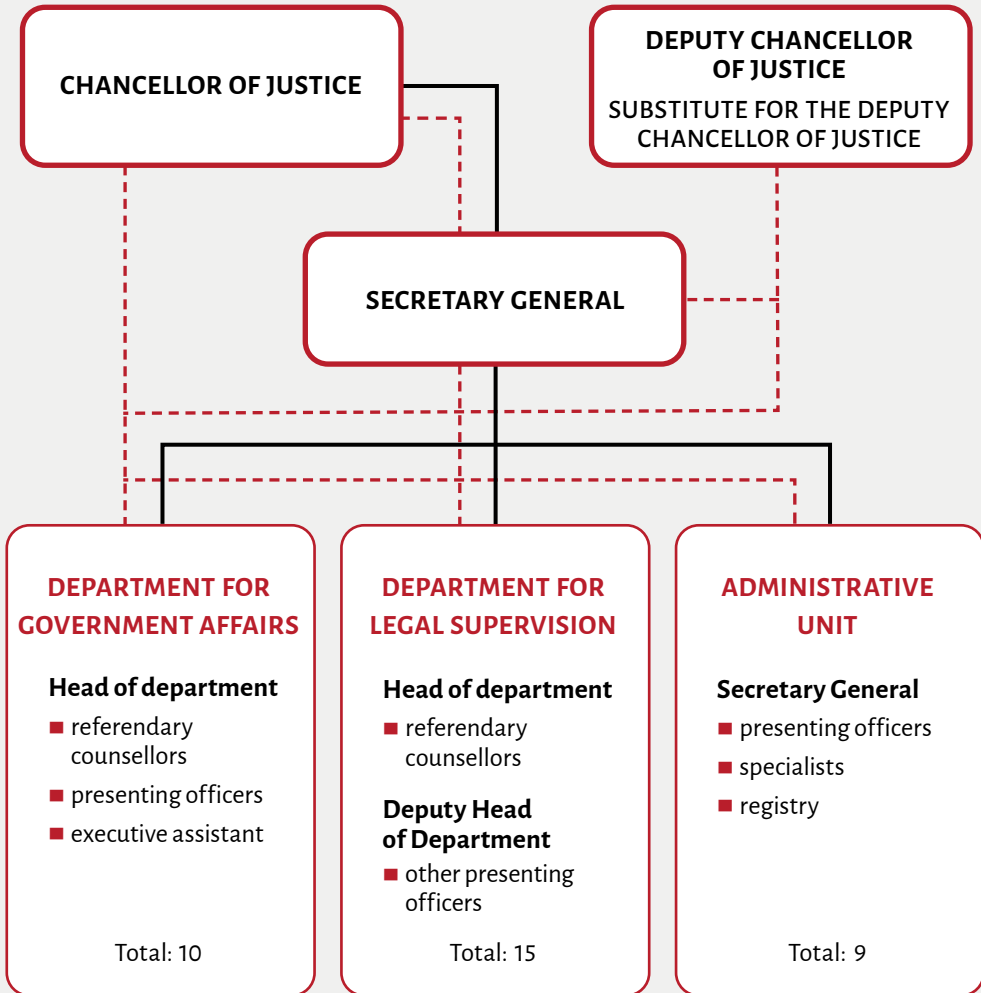 CHANCELLOR OF JUSTICE
DEPUTY CHANCELLOR
OF JUSTICE
SUBSTITUTE FOR THE DEPUTY
CHANCELLOR OF JUSTICE
SECRETARY GENERAL
DEPARTMENT FOR
GOVERNMENT AFFAIRS
Head of department
referendary
counsellors
presenting officers
executive assistant
Total: 10
DEPARTMENT FOR
LEGAL SUPERVISION
Head of department
referendary
counsellors
Deputy Head
of Department
other presenting
officers
Total: 15
ADMINISTRATIVE
UNIT
Secretary General
presenting officers
specialists
registry
Total: 9